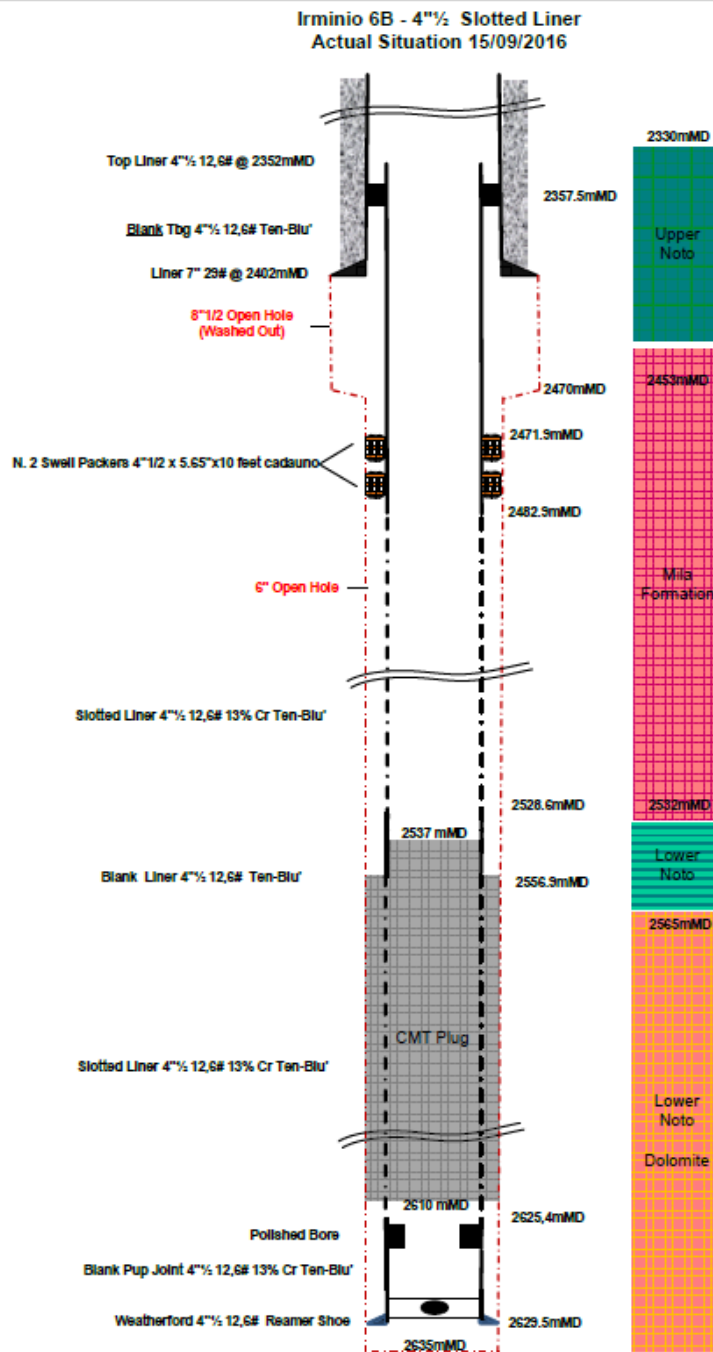 Irminio 6B - 4"½ Slotted Liner
Actual Situation 15/09/2016
2330mMD
Top Liner 4"½ 12,6# @ 2352mMD
2357.5mMD
Blank Tbg 4"½ 12,6# Ten-Blu'
Upper
Noto
Liner 7" 29# @ 2402mMD
8"1/2 Open Hole
(Washed Out)
2453mMD
2470mMD
2471.9mMD
N. 2 Swell Packers 4"1/2 x 5.65"x10 feet cadauno
2482.9mMD
6" Open Hole
Mila
Formation
Slotted Liner 4"½ 12,6# 13% Cr Ten-Blu'
2528.6mMD
2532mMD
2537 mMD
Lower
Noto
Blank Liner 4"½ 12,6# Ten-Blu'
2556.9mMD
2565mMD
CMT Plug
Slotted Liner 4"½ 12,6# 13% Cr Ten-Blu'
Lower
Noto
Dolomite
2610 mMD
2625,4mMD
Polished Bore
Blank Pup Joint 4"½ 12,6# 13% Cr Ten-Blu'
Weatherford 4"½ 12,6# Reamer Shoe
2629.5mMD
2635mMD